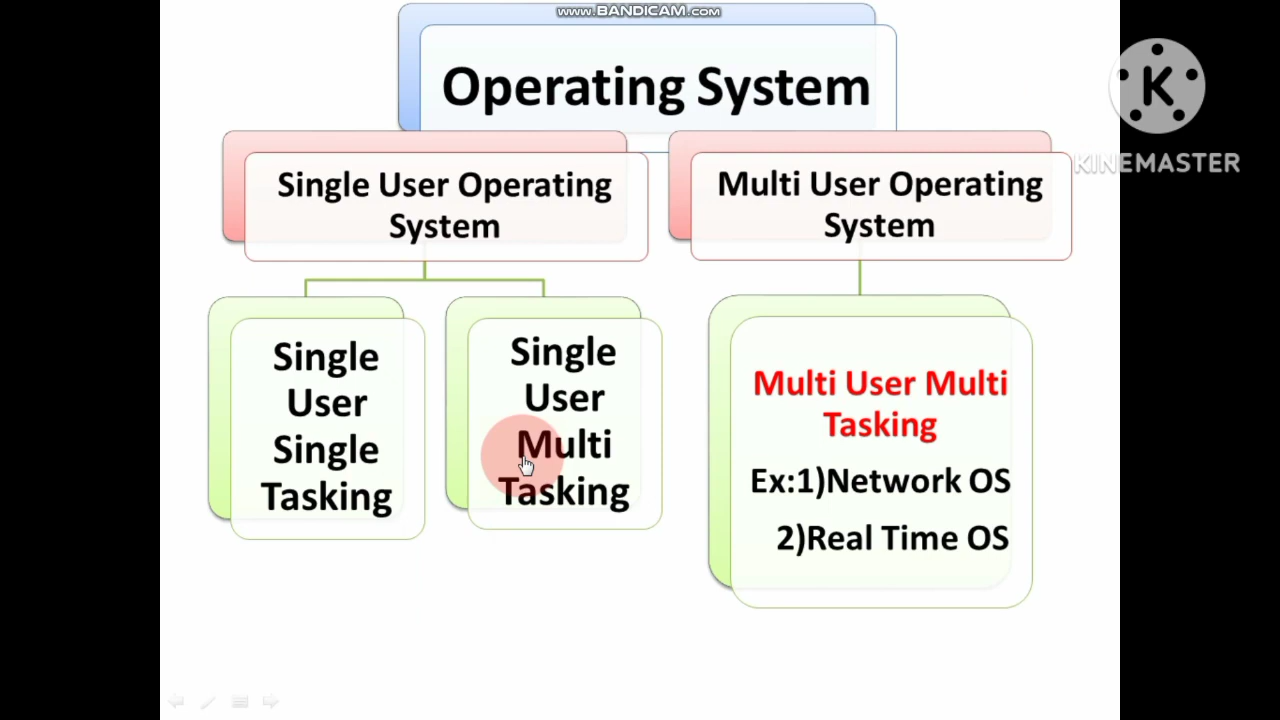 www.BANDICAM.com
Operating System
K
KINEMASTER
Single User Operating
System
Multi User Operating
System
Single
User
Single
Tasking
Single
User
Multi
Tasking
Multi User Multi
Tasking
Ex:1)Network OS
2)Real Time OS